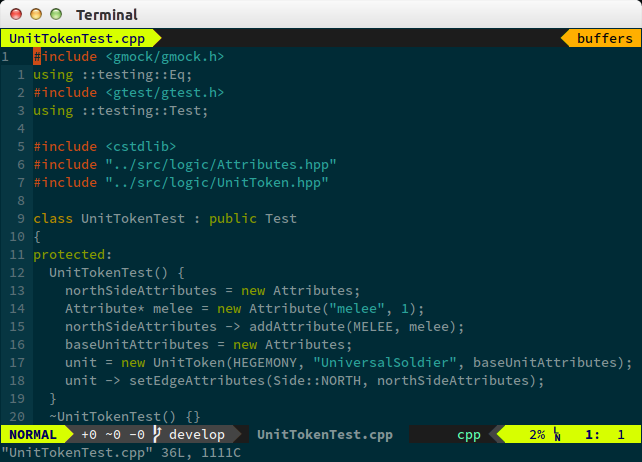 Terminal
UnitTokenTest.cpp buffers
1 #include <gmock/gmock.h>
1 using ::testing::Eq;
2 #include <gtest/gtest.h>
3 using ::testing::Test;
4
5 #include <cstdlib>
6 #include "../src/logic/Attributes.hpp"
7 #include "../src/logic/UnitToken.hpp"
8
9 class UnitTokenTest : public Test
10 {
11 protected:
12 UnitTokenTest() {
13 northSideAttributes = new Attributes;
14 Attribute* melee = new Attribute("melee", 1);
15 northSideAttributes -> addAttribute(MELEE, melee);
16 baseUnitAttributes = new Attributes;
17 unit = new UnitToken(HEGEMONY, "UniversalSoldier", baseUnitAttributes);
18 unit -> setEdgeAttributes(Side::NORTH, northSideAttributes);
19 }
20 ~UnitTokenTest() {}
NORMAL +0 ~0 -0 develop UnitTokenTest.cpp cpp 2% LN 1: 1
"UnitTokenTest.cpp" 36L, 1111C